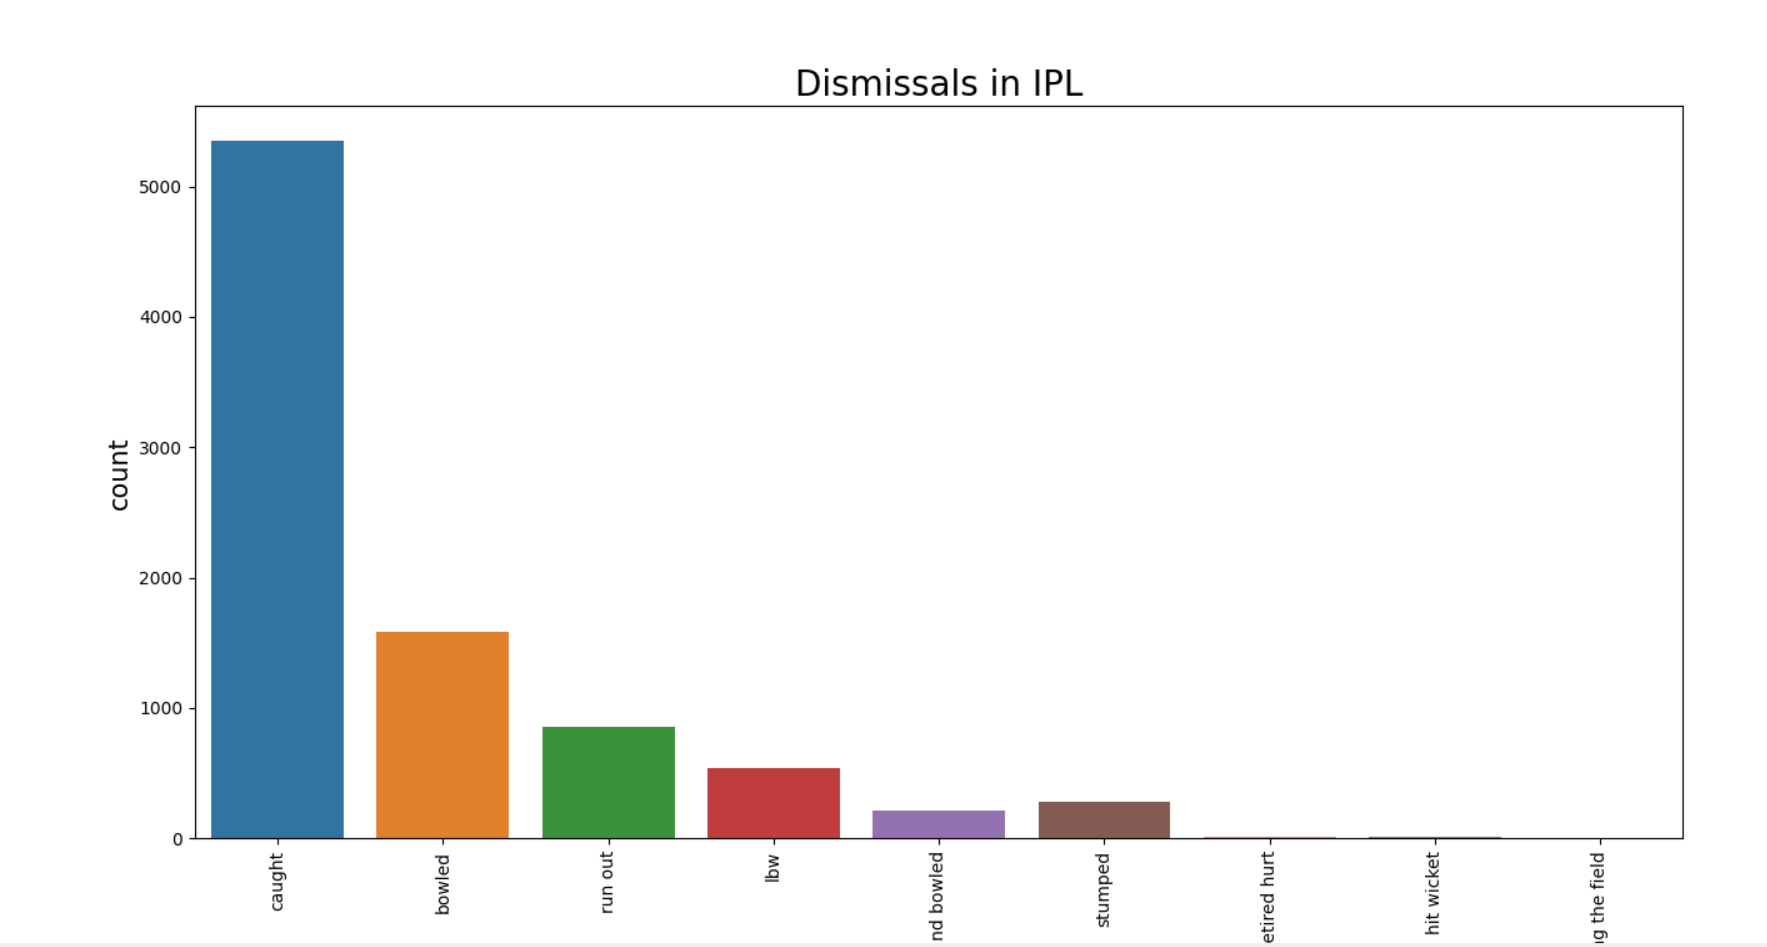 Dismissals in IPL
count
5000
4000
3000
2000
1000
0
caught
bowled
run out
lbw
nd bowled
stumped
etired hurt
hit wicket
g the field